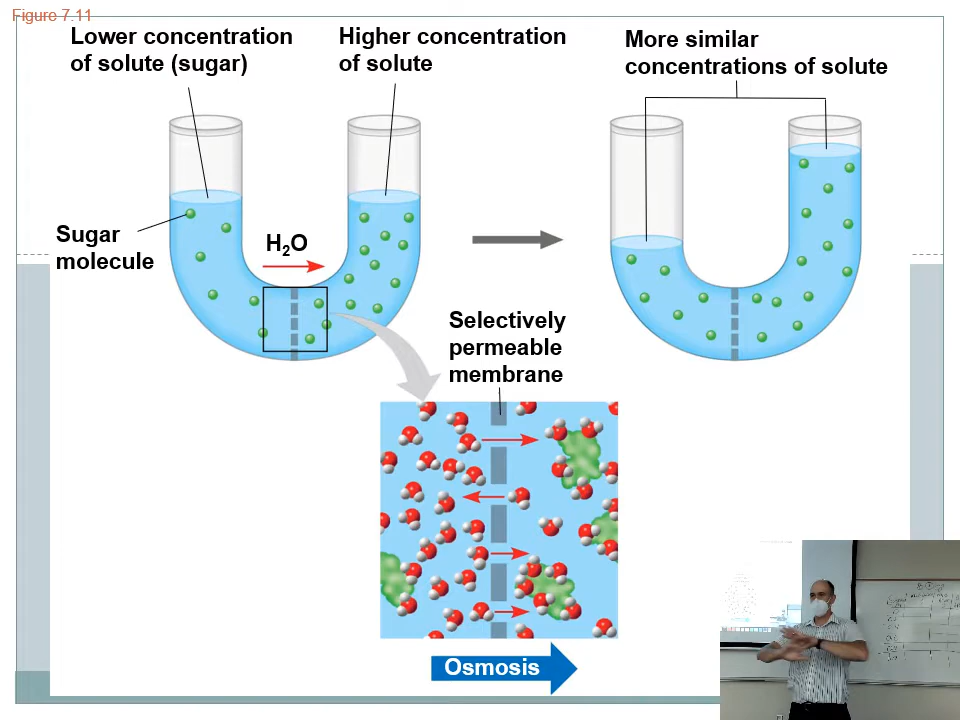 Figure 7.11
Lower concentration
of solute (sugar)
Higher concentration
of solute
More similar
concentrations of solute
Sugar
molecule
H₂O
Selectively
permeable
membrane
Osmosis